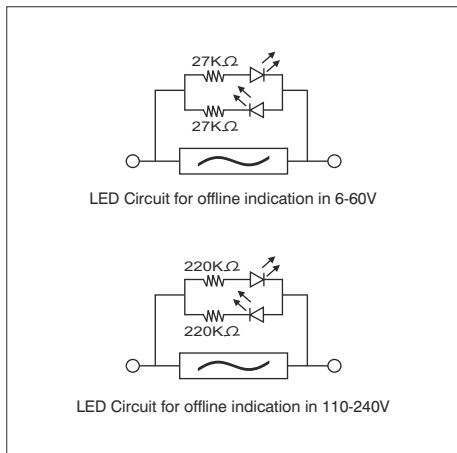 27KΩ
27KΩ
LED Circuit for offline indication in 6-60V
220KΩ
220KΩ
LED Circuit for offline indication in 110-240V